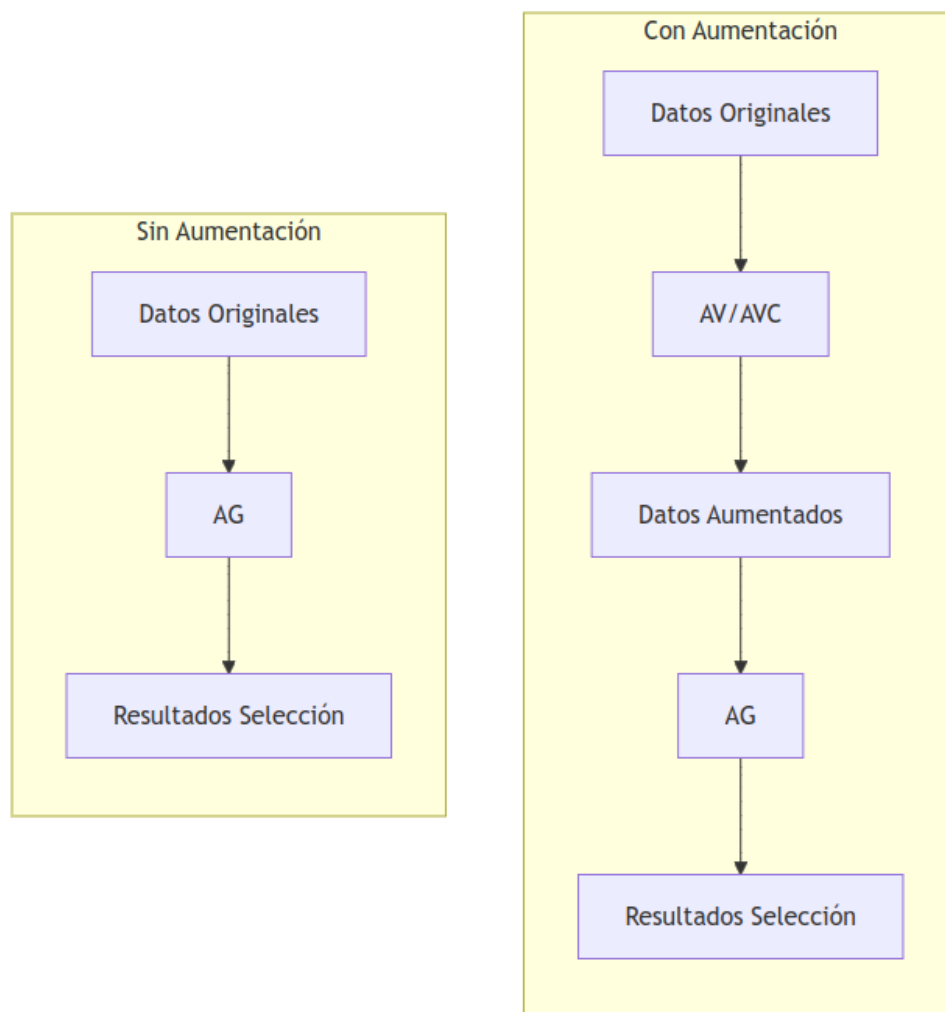 Sin Aumentación
Datos Originales
AG
Resultados Selección
Con Aumentación
Datos Originales
AV/AVC
Datos Aumentados
AG
Resultados Selección